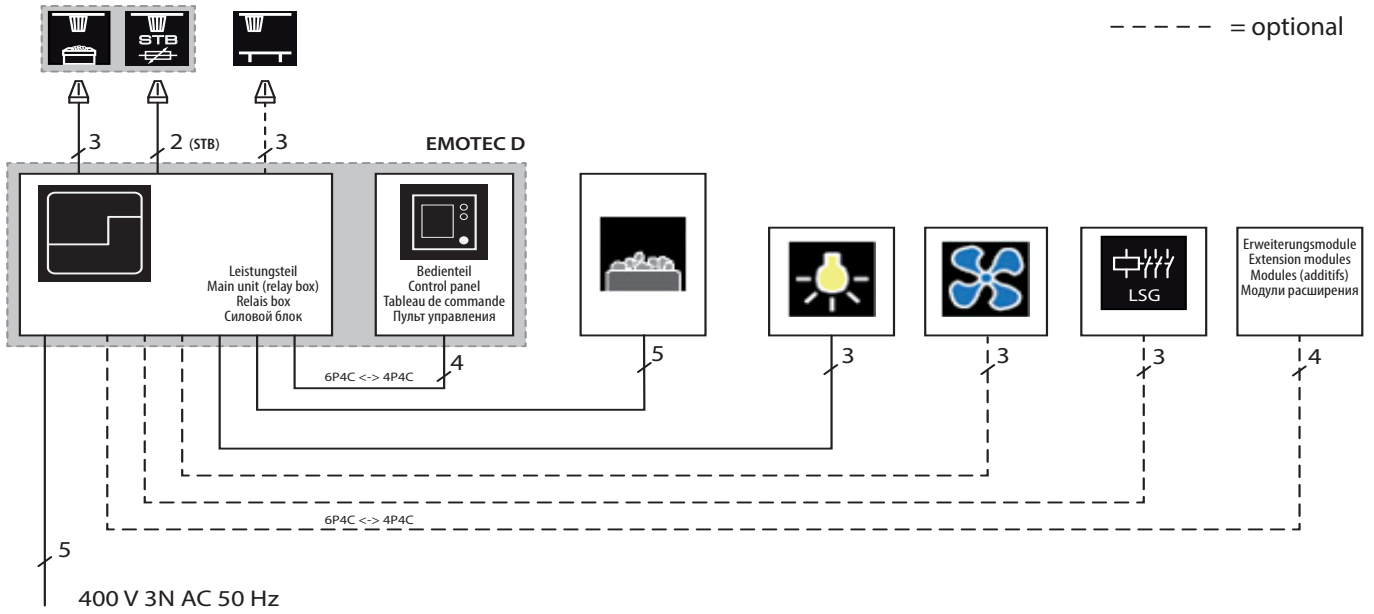 = optional
STB
3
2 (STB)
3
EMOTEC D
Leistungsteil
Main unit (relay box)
Relais box
Силовой блок
Bedienteil
Control panel
Tableau de commande
Пульт управления
LSG
Erweiterungsmodule
Extension modules
Modules (additifs)
Модули расширения
4
5
3
3
3
4
6P4C <-> 4P4C
6P4C <-> 4P4C
5
400 V 3N AC 50 Hz